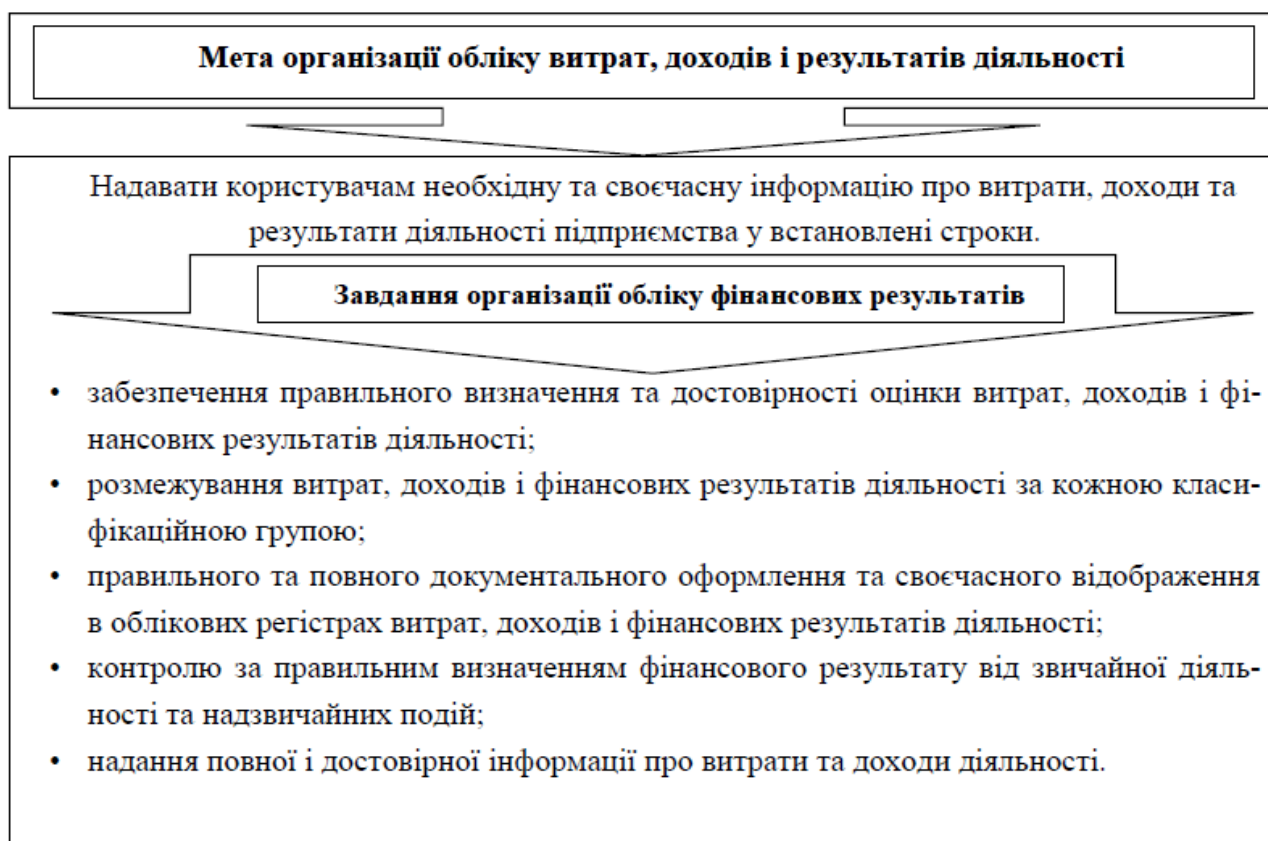 Мета організації обліку витрат, доходів і результатів діяльності
Надавати користувачам необхідну та своєчасну інформацію про витрати, доходи та
результати діяльності підприємства у встановлені строки.
Завдання організації обліку фінансових результатів
• забезпечення правильного визначення та достовірності оцінки витрат, доходів і фі-
нансових результатів діяльності;
• розмежування витрат, доходів і фінансових результатів діяльності за кожною класи-
фікаційною групою;
• правильного та повного документального оформлення та своєчасного відображення
в облікових регістрах витрат, доходів і фінансових результатів діяльності;
• контролю за правильним визначенням фінансового результату від звичайної діяль-
ності та надзвичайних подій;
• надання повної і достовірної інформації про витрати та доходи діяльності.